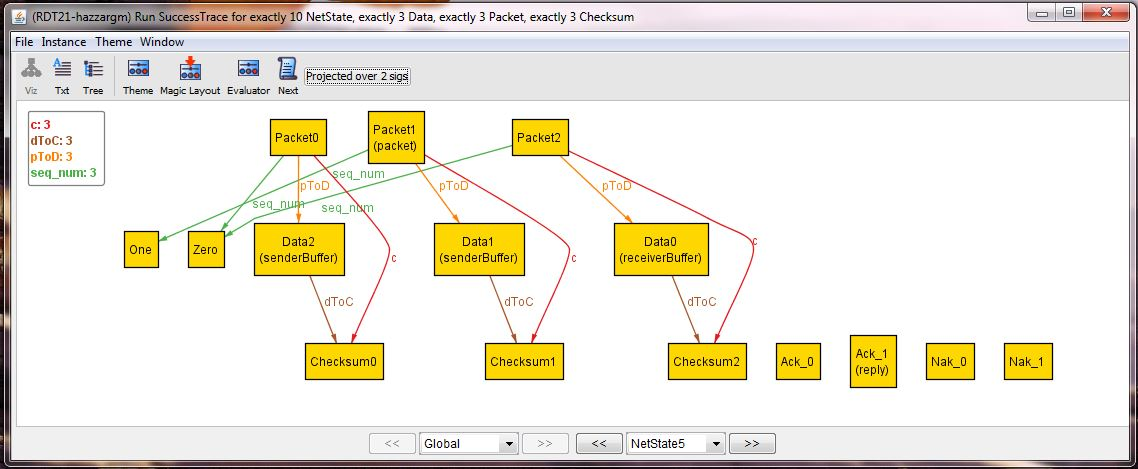 (RDT21-hazzargm) Run SuccessTrace for exactly 10 NetState, exactly 3 Data, exactly 3 Packet, exactly 3 Checksum
File Instance Theme Window
Viz Txt Tree Theme Magic Layout Evaluator Next Projected over 2 sigs
c: 3
dToC: 3
pToD: 3
seq_num: 3
Packet0
Packet1
(packet)
Packet2
seq_num
pToD
pToD
pToD
seq_num
seq_num
One
Zero
Data2
(senderBuffer)
Data1
(senderBuffer)
Data0
(receiverBuffer)
c
c
c
dToC
dToC
dToC
Checksum0
Checksum1
Checksum2
Ack_0
Ack_1
(reply)
Nak_0
Nak_1
<< Global >> << NetState5 >>